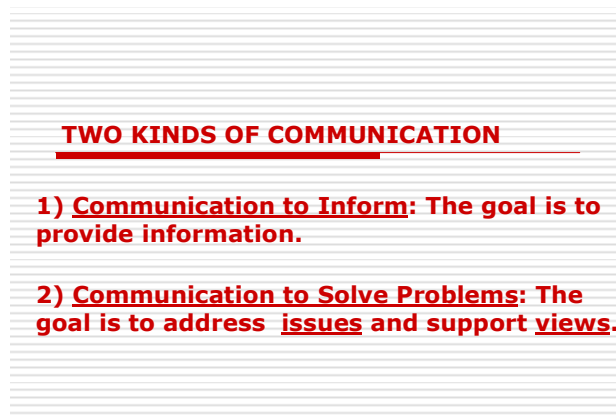 TWO KINDS OF COMMUNICATION
1) Communication to Inform: The goal is to
provide information.
2) Communication to Solve Problems: The
goal is to address  issues and support views.